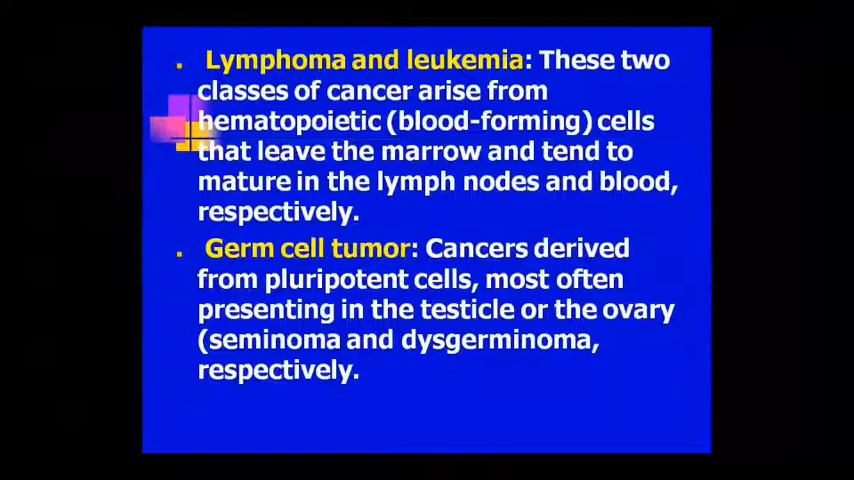 . Lymphoma and leukemia: These two
classes of cancer arise from
hematopoietic (blood-forming) cells
that leave the marrow and tend to
mature in the lymph nodes and blood,
respectively.
. Germ cell tumor: Cancers derived
from pluripotent cells, most often
presenting in the testicle or the ovary
(seminoma and dysgerminoma,
respectively.